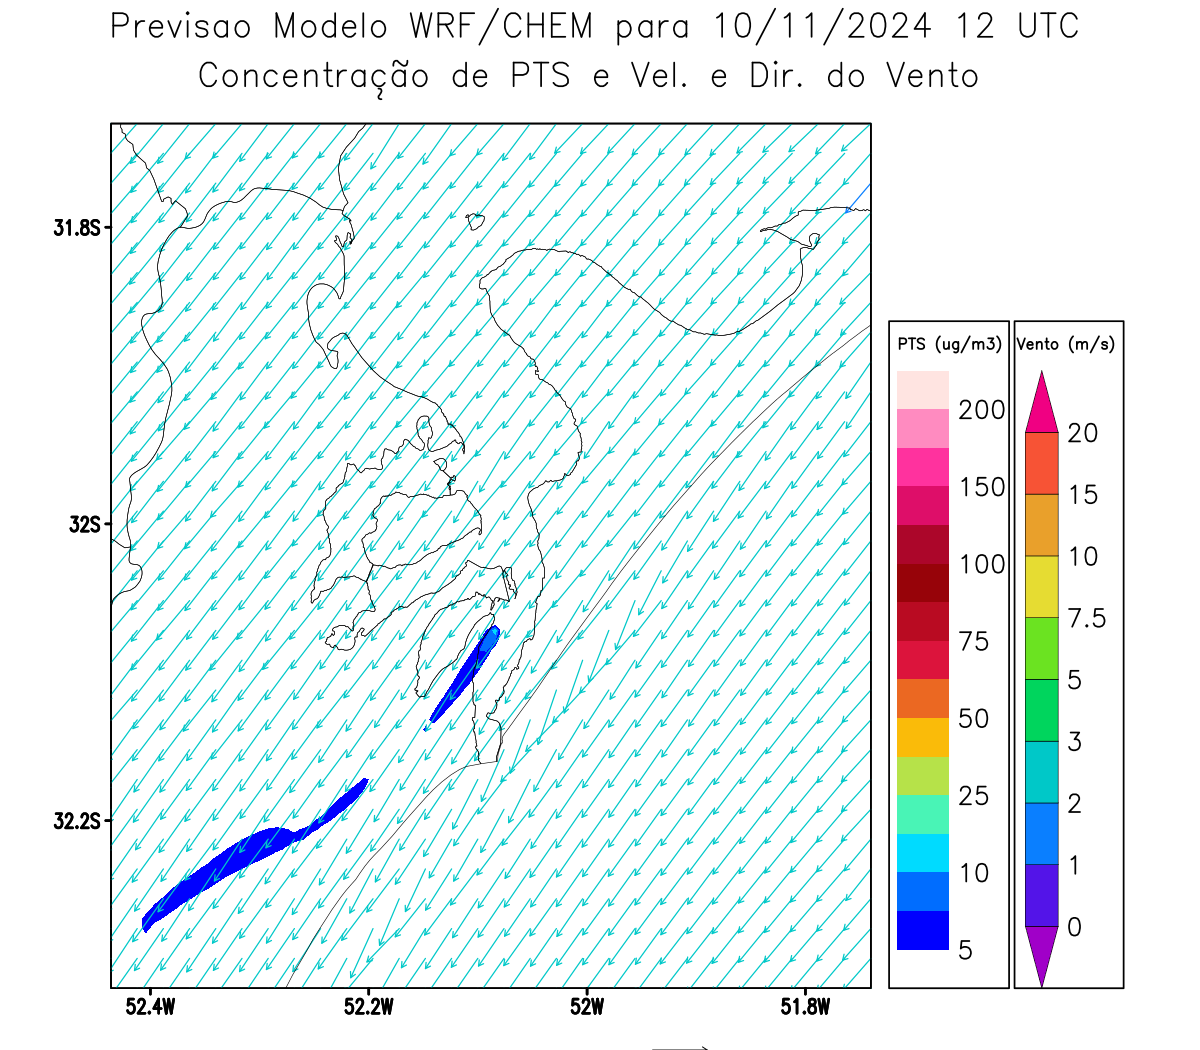 Previsao Modelo WRF/CHEM para 10/11/2024 12 UTC
Concentração de PTS e Vel. e Dir. do Vento
31.8S
32S
32.2S
52.4W 52.2W 52W 51.8W
PTS (ug/m3)
200
150
100
75
50
25
10
5
Vento (m/s)
20
15
10
7.5
5
3
2
1
0